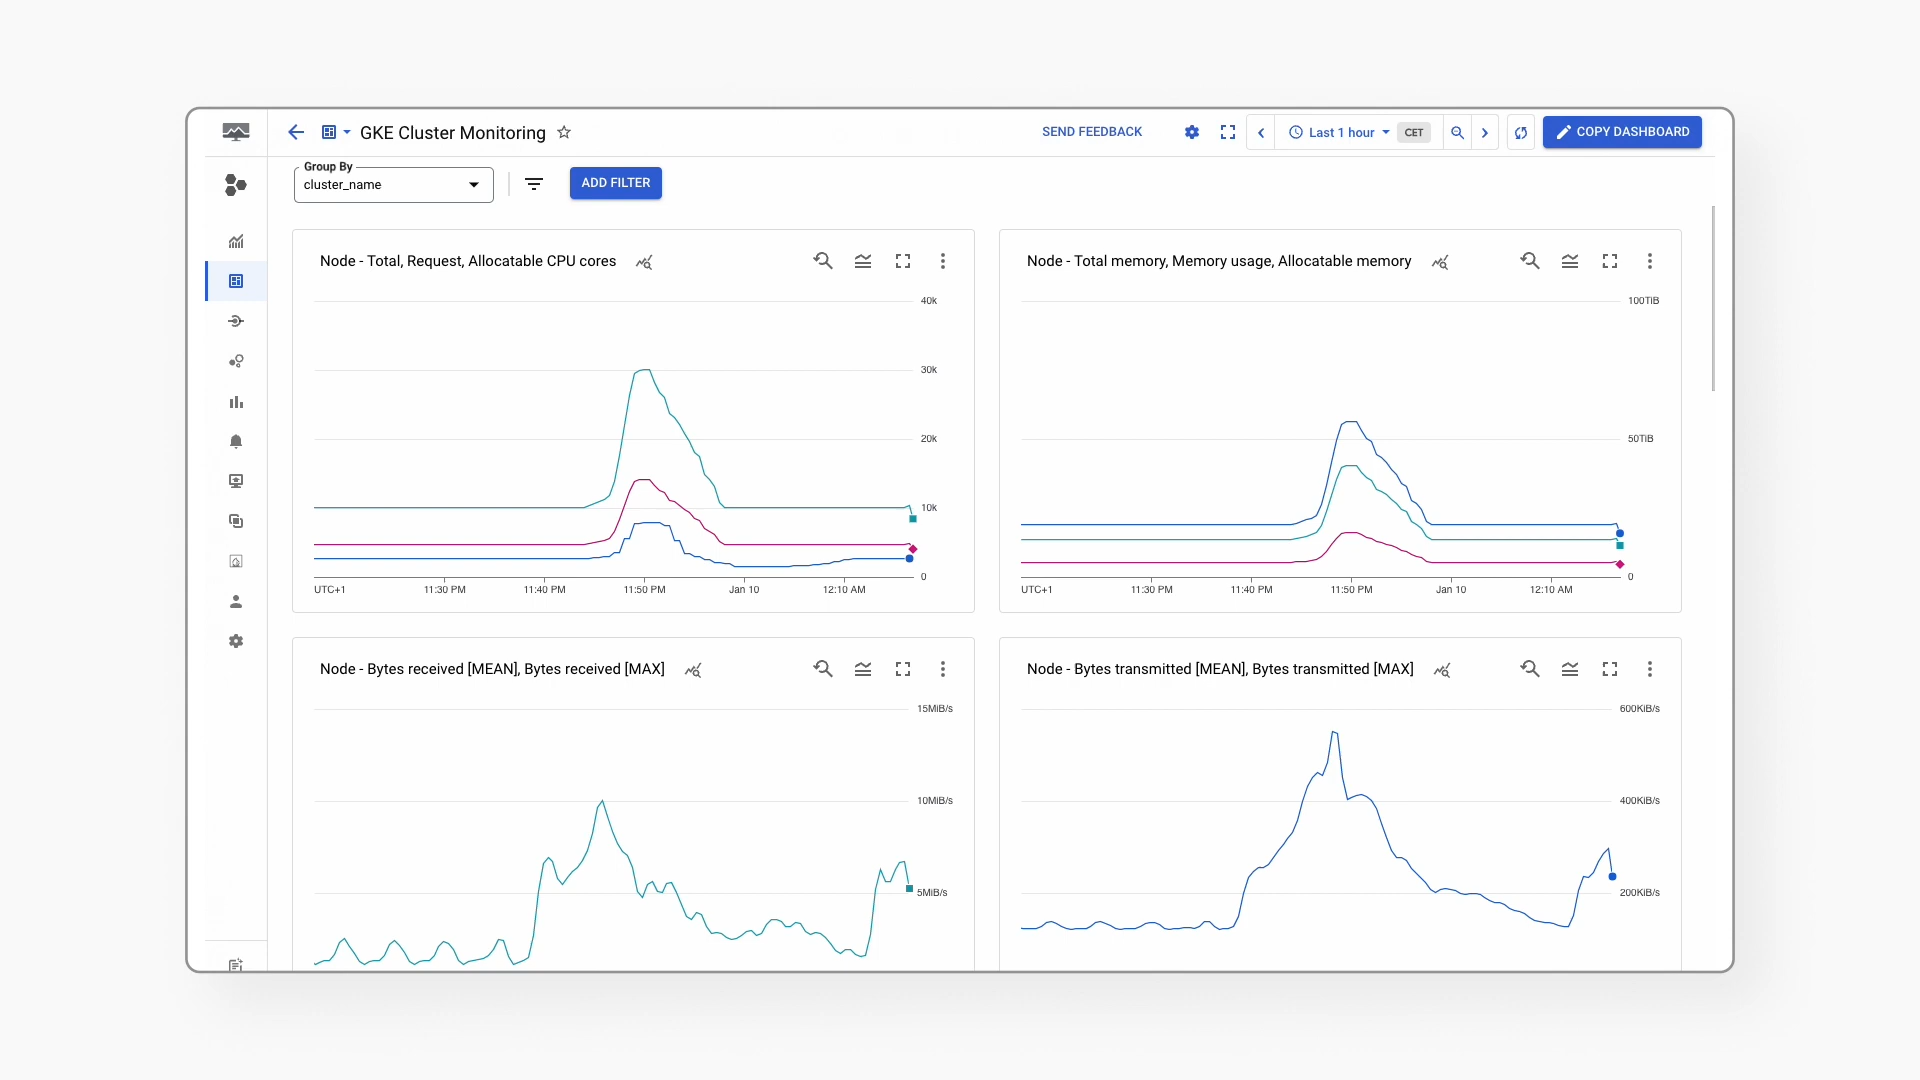 GKE Cluster Monitoring
SEND FEEDBACK
Last 1 hour
CET
COPY DASHBOARD
Group By
cluster_name
ADD FILTER
Node - Total, Request, Allocatable CPU cores
40k
30k
20k
10k
0
UTC+1
11:30 PM
11:40 PM
11:50 PM
Jan 10
12:10 AM
Node - Total memory, Memory usage, Allocatable memory
100TiB
50TiB
0
UTC+1
11:30 PM
11:40 PM
11:50 PM
Jan 10
12:10 AM
Node - Bytes received [MEAN], Bytes received [MAX]
15MiB/s
10MiB/s
5MiB/s
Node - Bytes transmitted [MEAN], Bytes transmitted [MAX]
600KiB/s
400KiB/s
200KiB/s